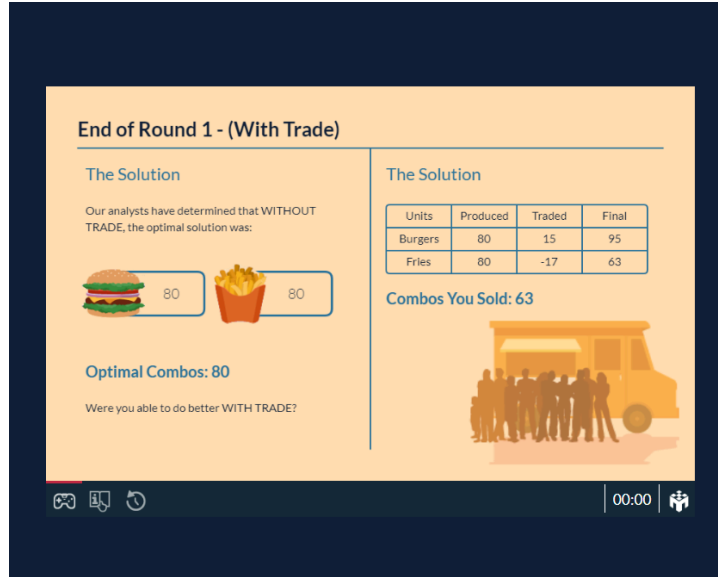 End of Round 1 - (With Trade)
The Solution
Our analysts have determined that WITHOUT
TRADE, the optimal solution was:
80
80
Optimal Combos: 80
Were you able to do better WITH TRADE?
The Solution
Units Produced Traded Final
Burgers 80 15 95
Fries 80 -17 63
Combos You Sold: 63
00:00